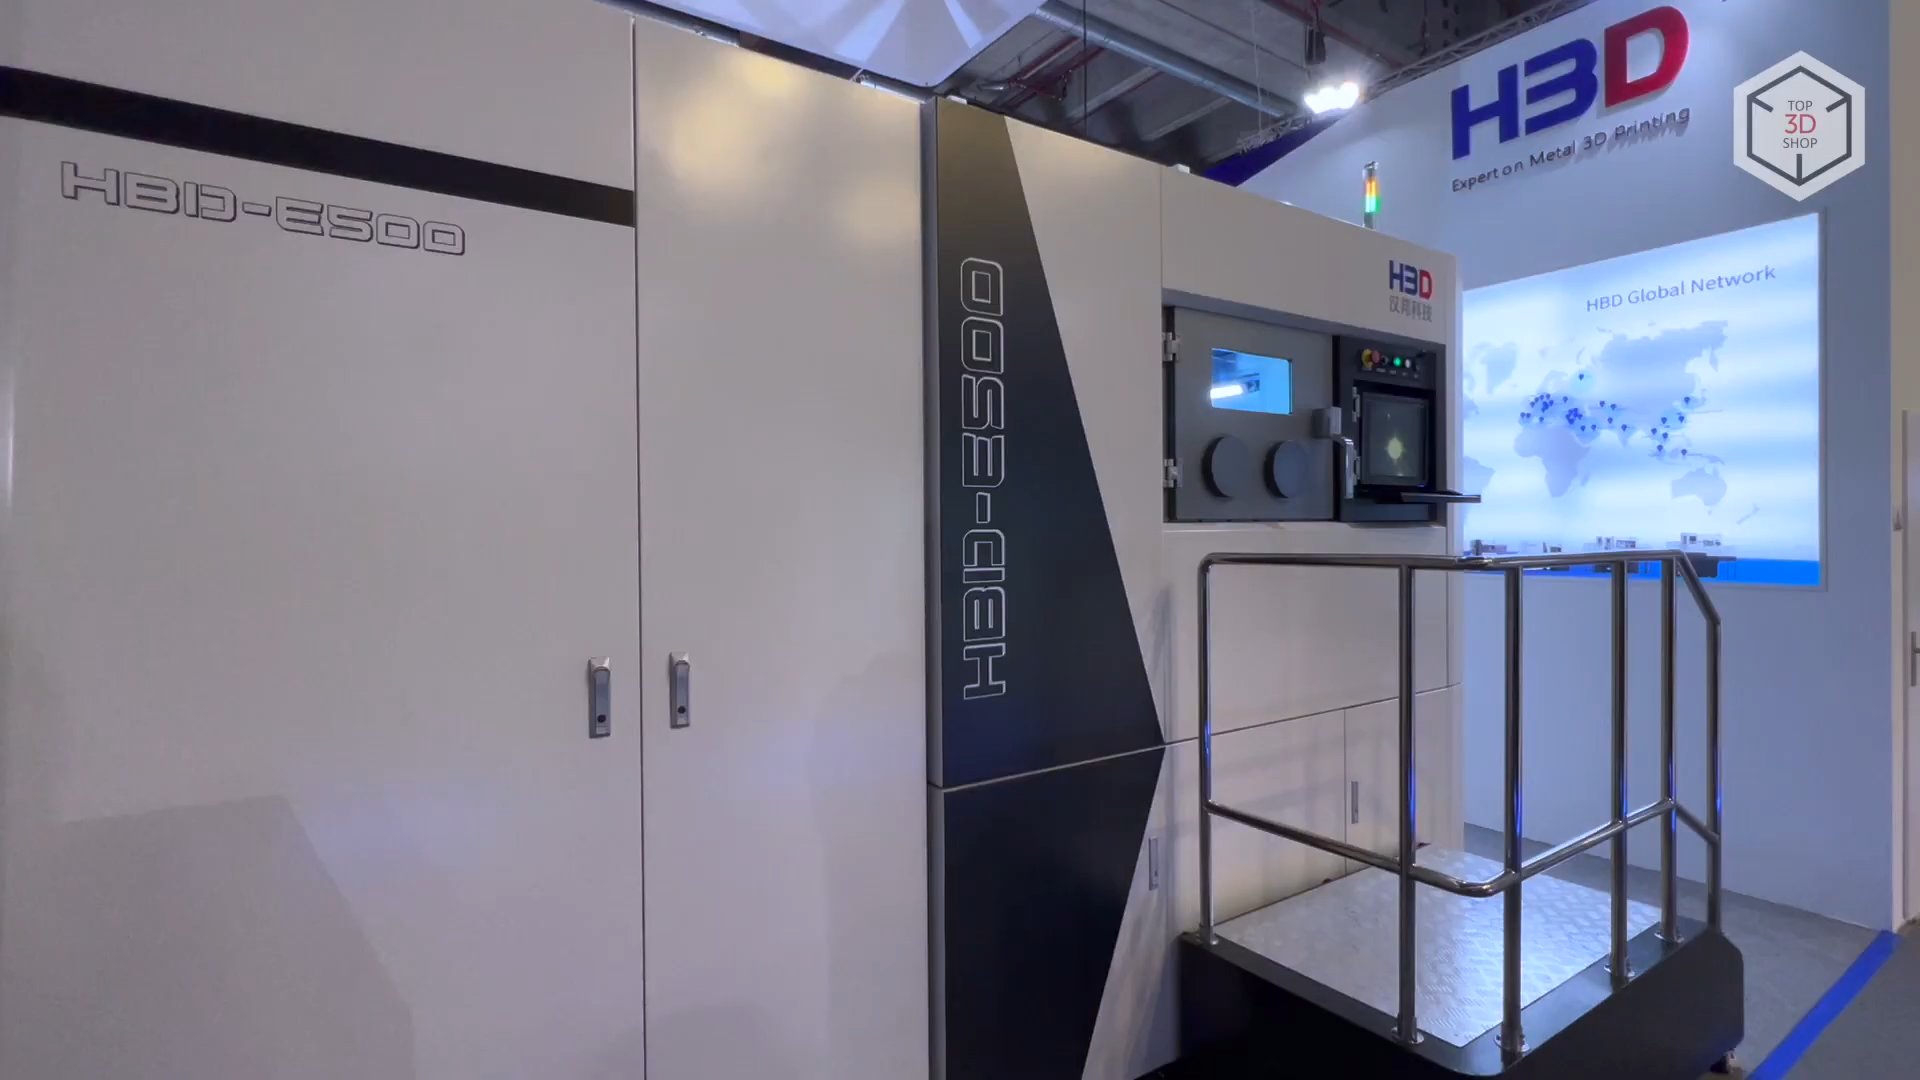 HBD-E500
HBD-E500
HBD
汉邦科技
HBD
Expert on Metal 3D Printing
HBD Global Network
TOP
3D
SHOP